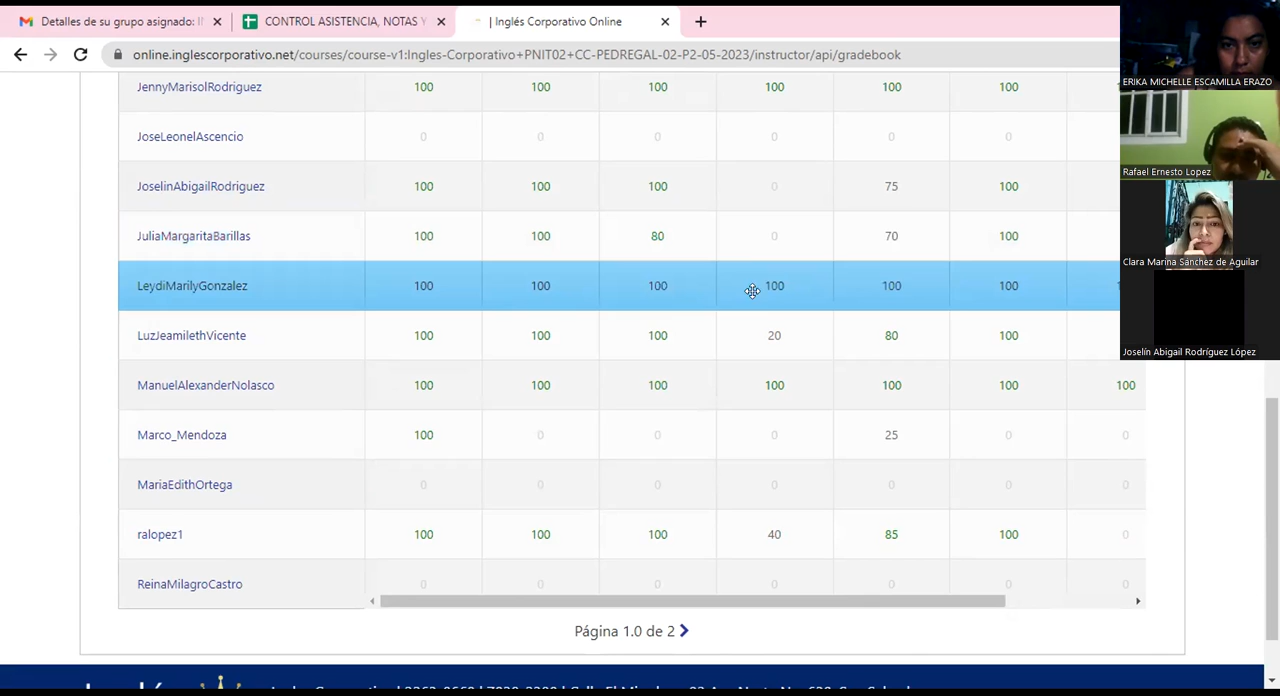 Detalles de su grupo asignado: II
CONTROL ASISTENCIA, NOTAS Y
| Inglés Corporativo Online
online.inglescorporativo.net/courses/course-v1:Ingles-Corporativo+PNIT02+CC-PEDREGAL-02-P2-05-2023/instructor/api/gradebook
JennyMarisolRodriguez 100 100 100 100 100 100
JoseLeonelAscencio 0 0 0 0 0 0
JoselinAbigailRodriguez 100 100 100 0 75 100
JuliaMargaritaBarillas 100 100 80 0 70 100
LeydiMarilyGonzalez 100 100 100 100 100 100
LuzJeamilethVicente 100 100 100 20 80 100
ManuelAlexanderNolasco 100 100 100 100 100 100 100
Marco_Mendoza 100 0 0 0 25 0 0
MariaEdithOrtega 0 0 0 0 0 0 0
ralopez1 100 100 100 40 85 100 0
ReinaMilagroCastro 0 0 0 0 0 0 0
Página 1.0 de 2
ERIKA MICHELLE ESCAMILLA ERAZO
Rafael Ernesto Lopez
Clara Marina Sánchez de Aguilar
Joselín Abigail Rodríguez López